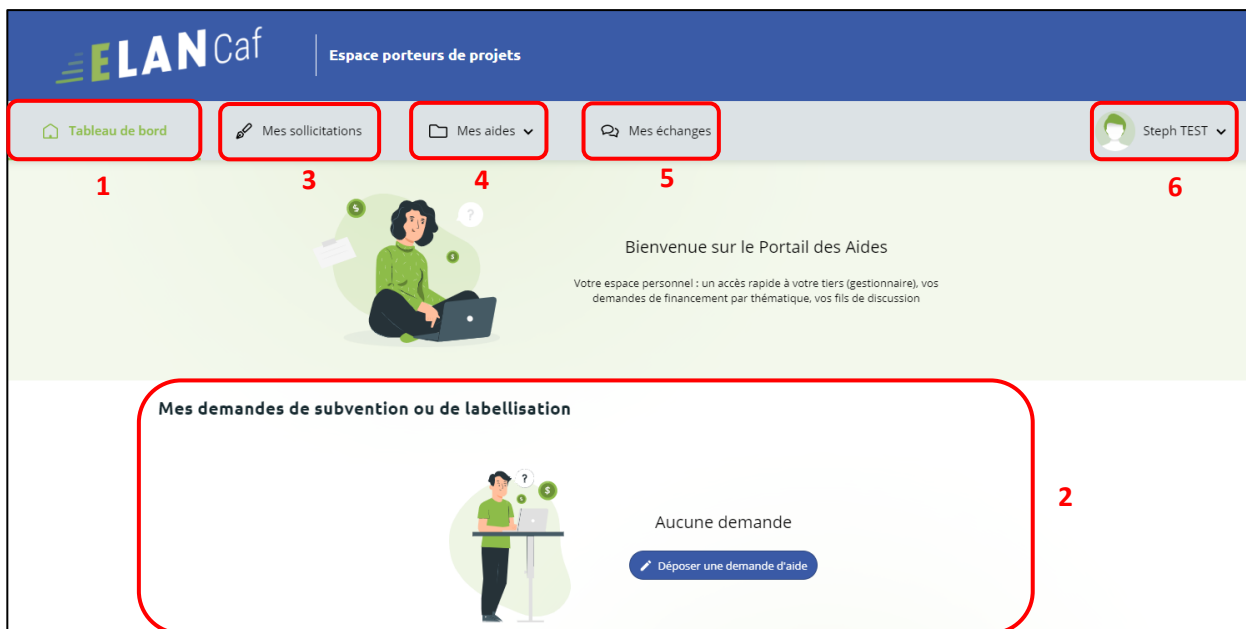 ELAN Caf
Espace porteurs de projets
Tableau de bord
Mes sollicitations
Mes aides
Mes échanges
Steph TEST
1
3
4
5
6
?
$
$
Bienvenue sur le Portail des Aides
Votre espace personnel : un accès rapide à votre tiers (gestionnaire), vos
demandes de financement par thématique, vos fils de discussion
Mes demandes de subvention ou de labellisation
?
$
$
2
Aucune demande
Déposer une demande d'aide